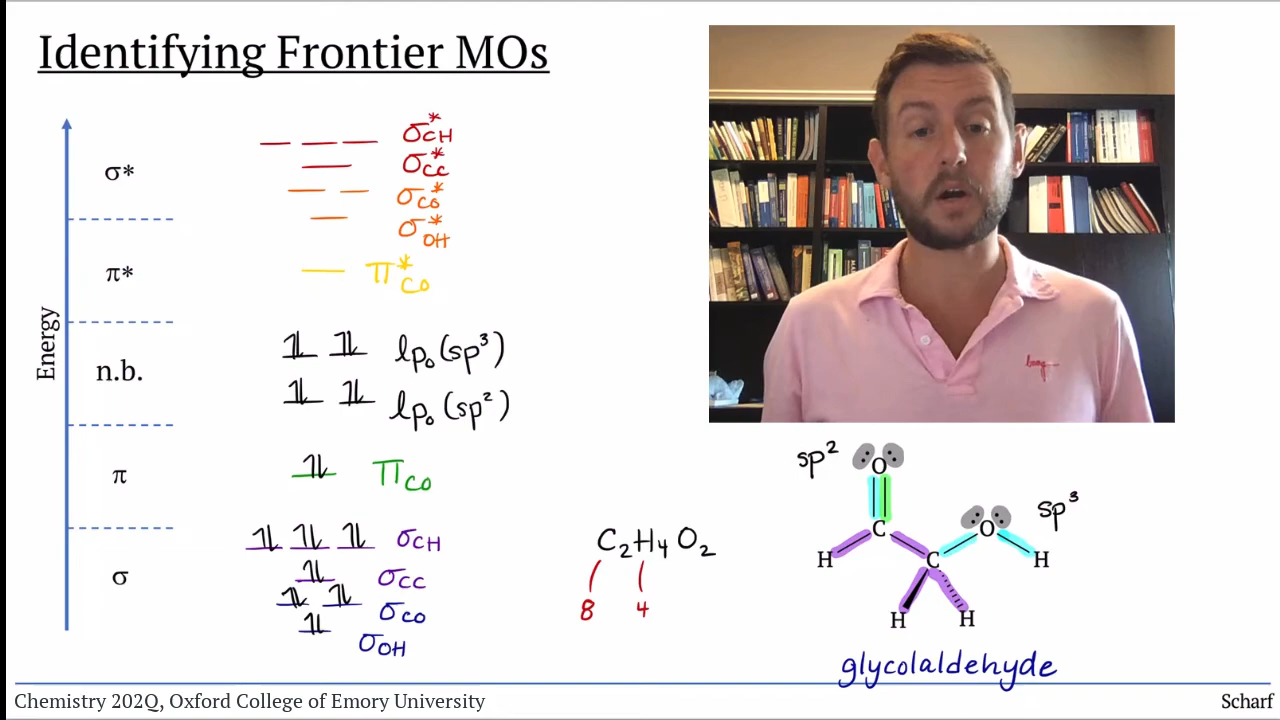 Identifying Frontier MOs
Energy
σ*
π*
n.b.
π
σ
σ*CH
σ*CC
σ*CO
σ*OH
π*CO
lpO(sp³)
lpO(sp²)
πCO
σCH
σCC
σCO
σOH
C₂H₄O₂
8 4
sp²
O
sp³
C O
H C H
H H
glycolaldehyde
Chemistry 202Q, Oxford College of Emory University
Scharf